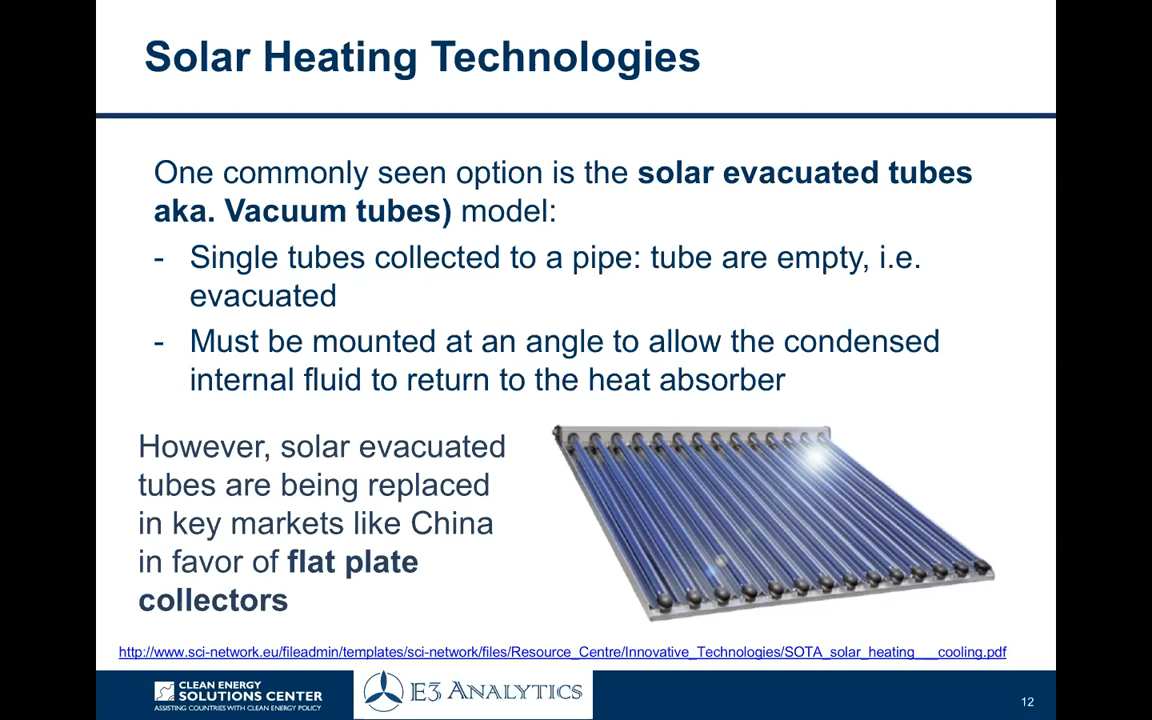 Solar Heating Technologies
One commonly seen option is the solar evacuated tubes
aka. Vacuum tubes) model:
- Single tubes collected to a pipe: tube are empty, i.e.
evacuated
- Must be mounted at an angle to allow the condensed
internal fluid to return to the heat absorber
However, solar evacuated
tubes are being replaced
in key markets like China
in favor of flat plate
collectors
http://www.sci-network.eu/fileadmin/templates/sci-network/files/Resource_Centre/Innovative_Technologies/SOTA_solar_heating___cooling.pdf
CLEAN ENERGY
SOLUTIONS CENTER
ASSISTING COUNTRIES WITH CLEAN ENERGY POLICY
E3 ANALYTICS
12